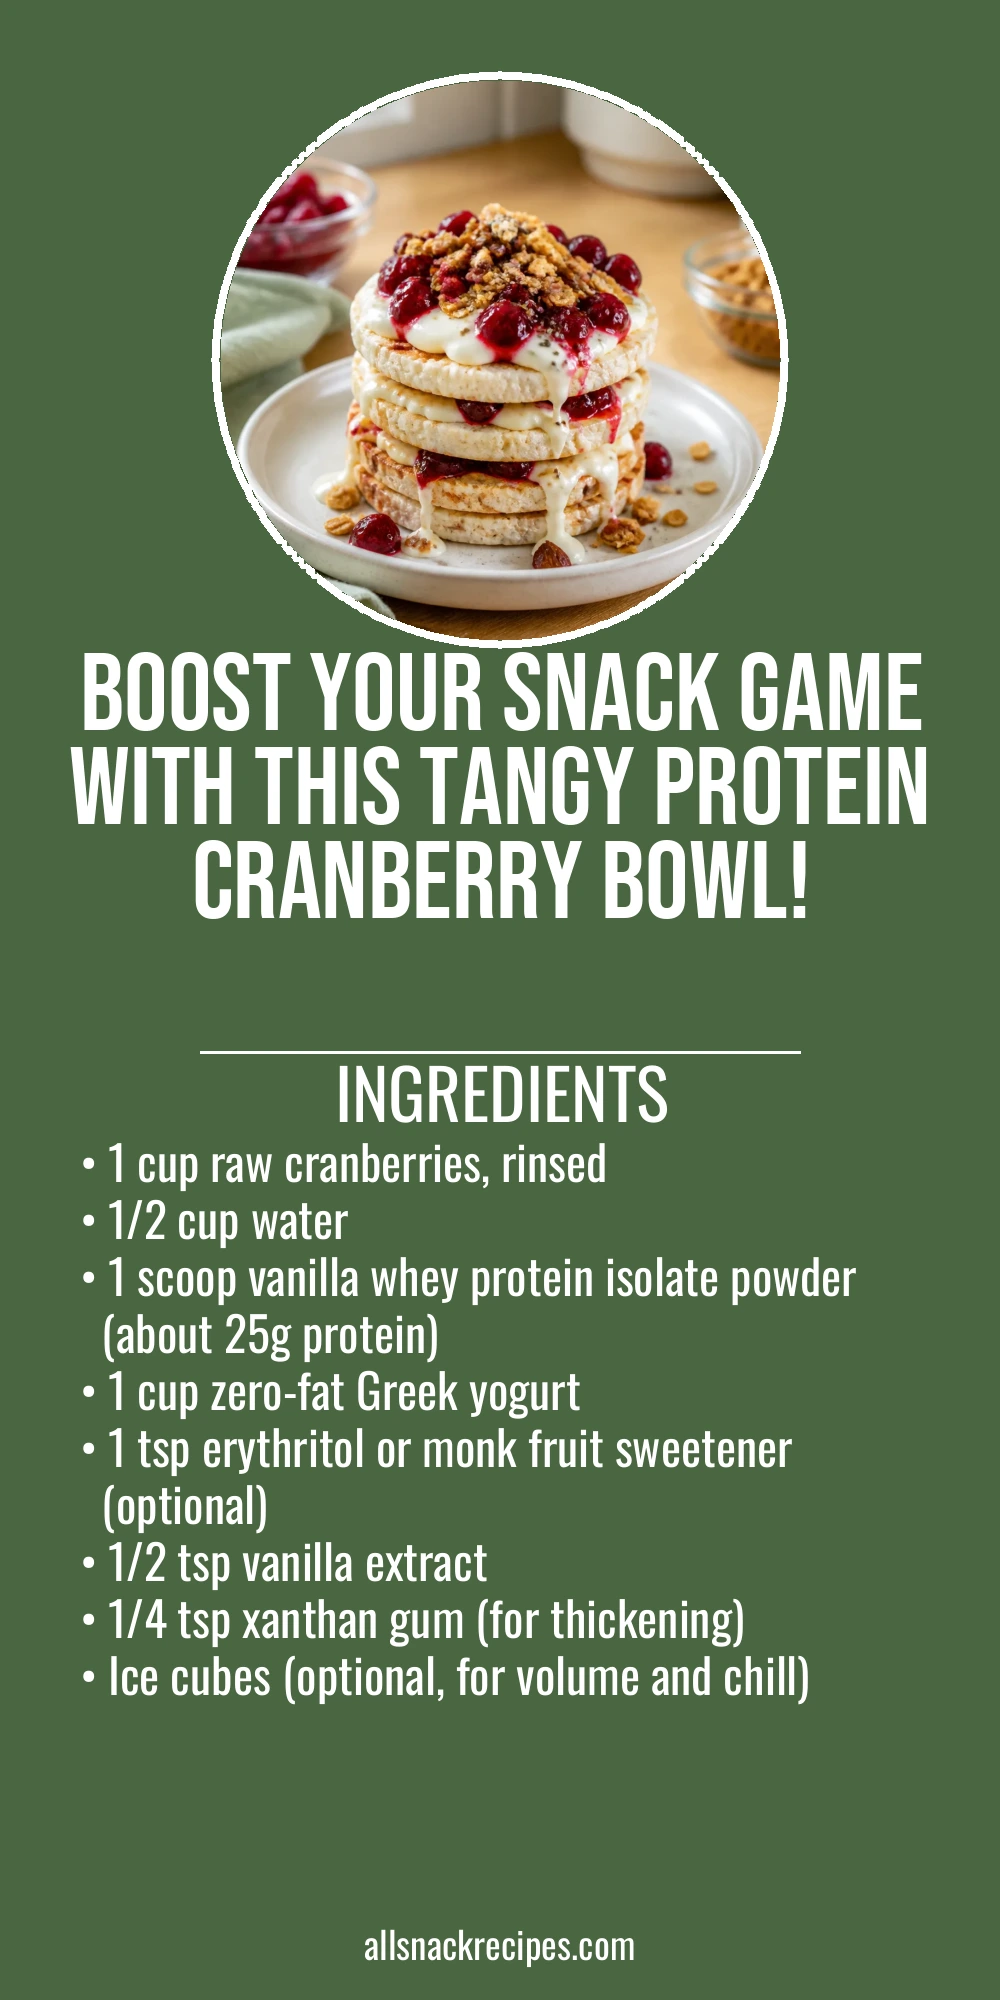 BOOST YOUR SNACK GAME
WITH THIS TANGY PROTEIN
CRANBERRY BOWL!
INGREDIENTS
• 1 cup raw cranberries, rinsed
• 1/2 cup water
• 1 scoop vanilla whey protein isolate powder
(about 25g protein)
• 1 cup zero-fat Greek yogurt
• 1 tsp erythritol or monk fruit sweetener
(optional)
• 1/2 tsp vanilla extract
• 1/4 tsp xanthan gum (for thickening)
• Ice cubes (optional, for volume and chill)
allsnackrecipes.com